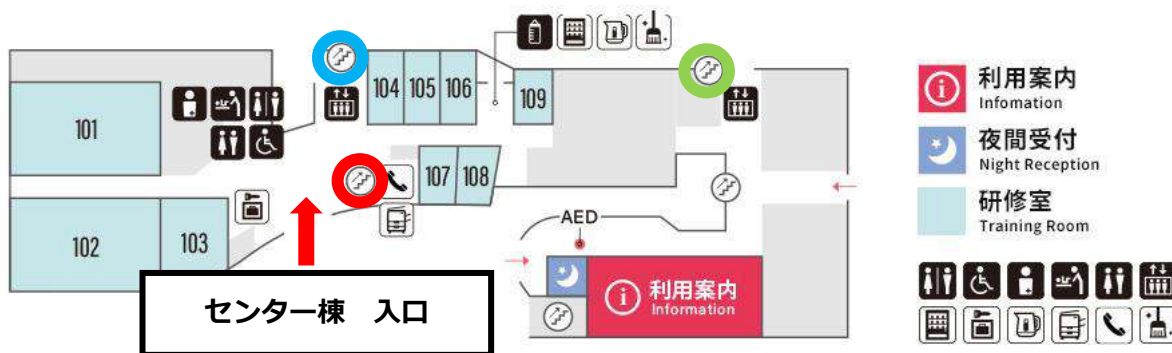 104
105
106
109
101
107
108
102
103
AED
センター棟　入口
利用案内
Information
利用案内
Infomation
夜間受付
Night Reception
研修室
Training Room